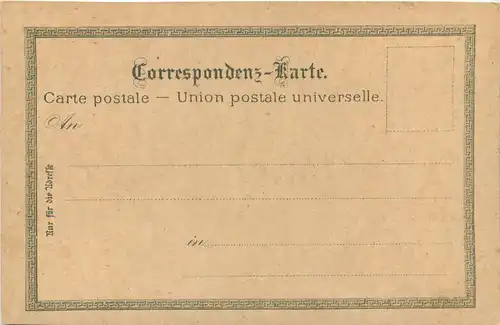 Correspondenz-Karte.
Carte postale — Union postale universelle.
An
in
Nur für die Adresse